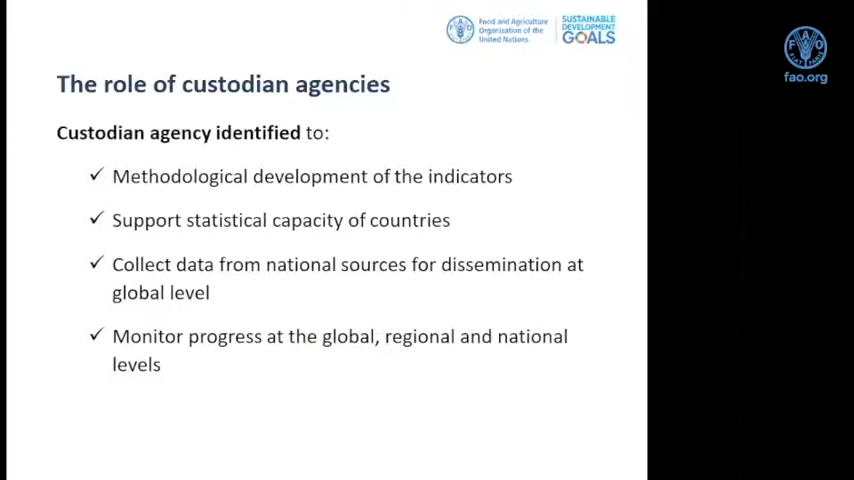 Food and Agriculture
Organization of the
United Nations
SUSTAINABLE
DEVELOPMENT
GOALS
fao.org
The role of custodian agencies
Custodian agency identified to:
✓ Methodological development of the indicators
✓ Support statistical capacity of countries
✓ Collect data from national sources for dissemination at
global level
✓ Monitor progress at the global, regional and national
levels